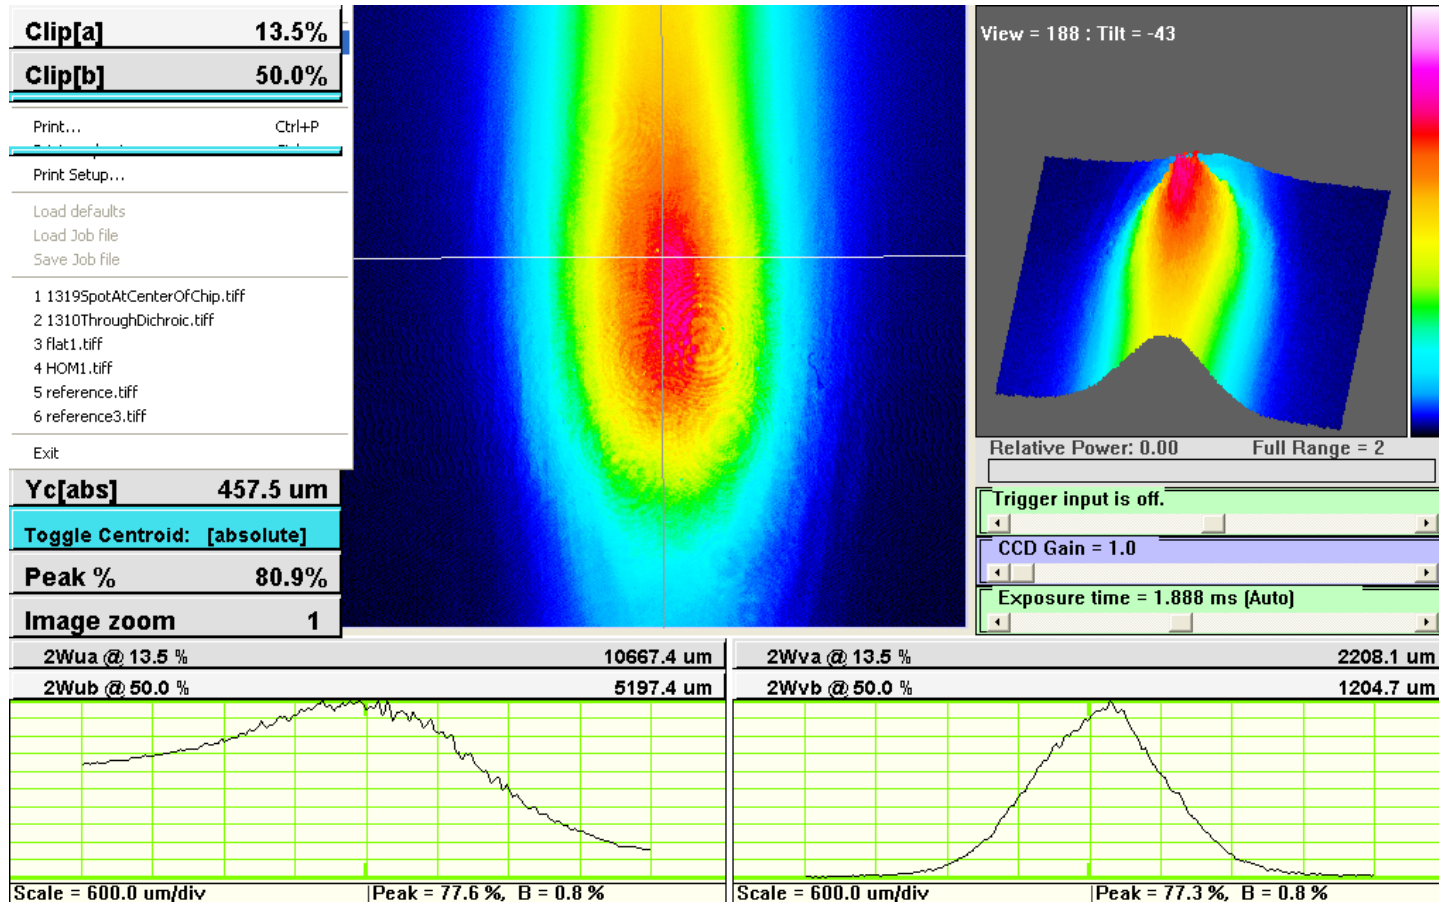 Clip[a] 13.5%
Clip[b] 50.0%
Print... Ctrl+P
Print Setup...
Load defaults
Load Job file
Save Job file
1 1319SpotAtCenterOfChip.tiff
2 1310ThroughDichroic.tiff
3 flat1.tiff
4 HOM1.tiff
5 reference.tiff
6 reference3.tiff
Exit
Yc[abs] 457.5 um
Toggle Centroid: [absolute]
Peak % 80.9%
Image zoom 1
View = 188 : Tilt = -43
Relative Power: 0.00 Full Range = 2
Trigger input is off.
CCD Gain = 1.0
Exposure time = 1.888 ms (Auto)
2Wua @ 13.5 % 10667.4 um
2Wub @ 50.0 % 5197.4 um
Scale = 600.0 um/div Peak = 77.6 %, B = 0.8 %
2Wva @ 13.5 % 2208.1 um
2Wvb @ 50.0 % 1204.7 um
Scale = 600.0 um/div Peak = 77.3 %, B = 0.8 %